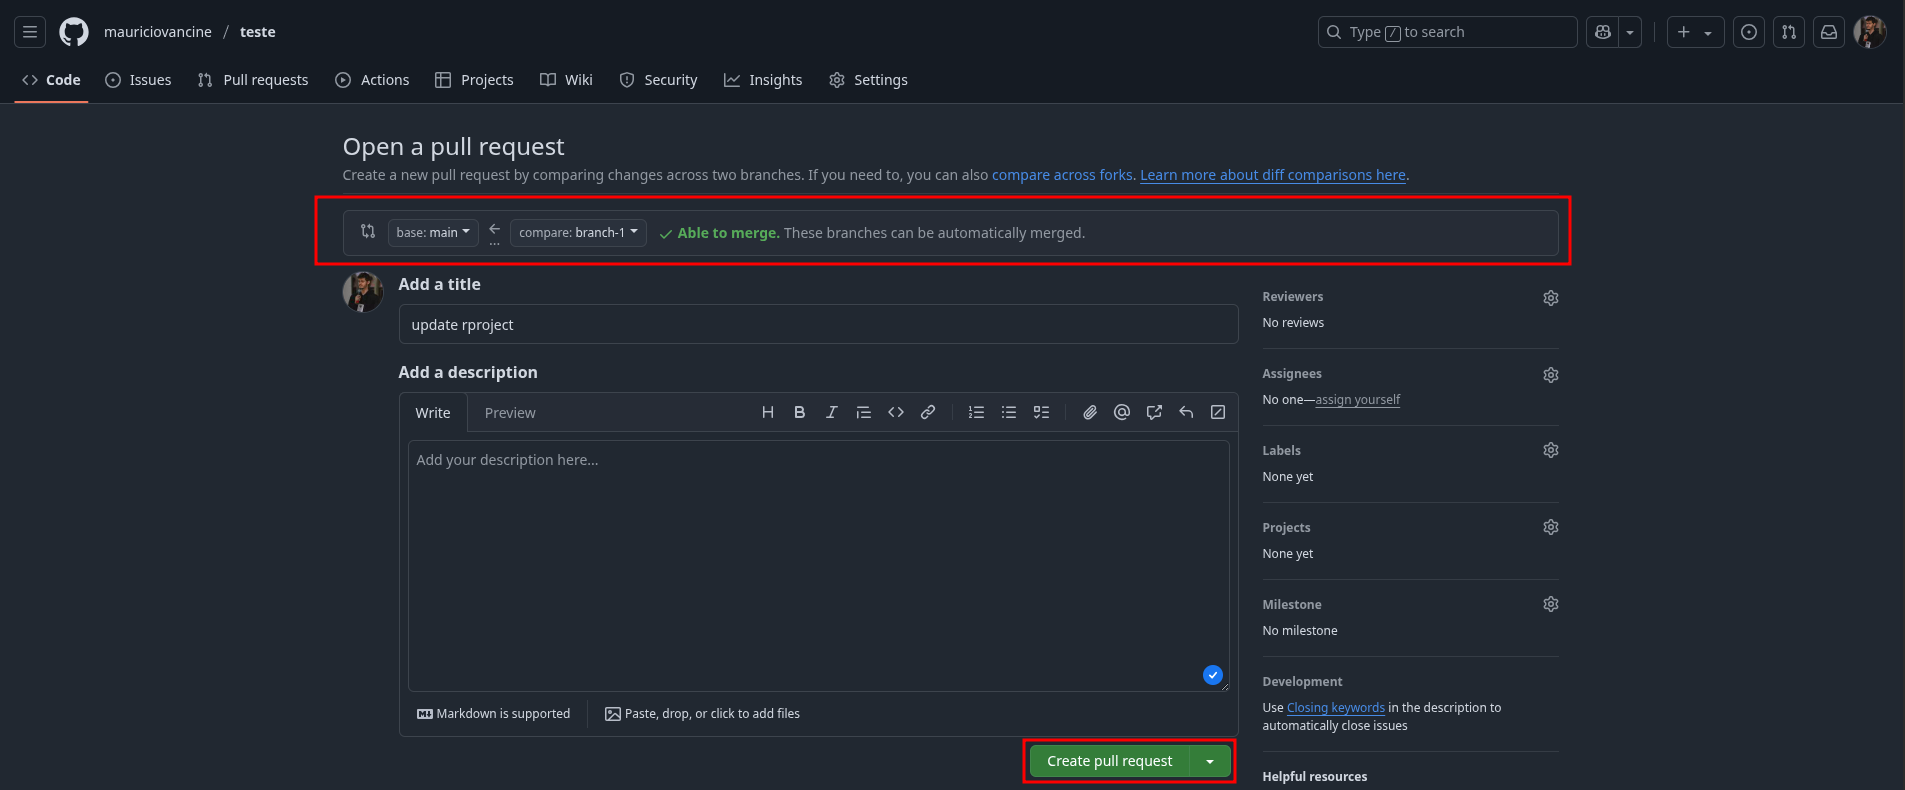 mauriciovancine / teste
Type / to search
Code Issues Pull requests Actions Projects Wiki Security Insights Settings
Open a pull request
Create a new pull request by comparing changes across two branches. If you need to, you can also compare across forks. Learn more about diff comparisons here.
base: main ← compare: branch-1 Able to merge. These branches can be automatically merged.
...
Add a title
update rproject
Add a description
Write Preview
Add your description here...
Markdown is supported Paste, drop, or click to add files
Create pull request
Reviewers
No reviews
Assignees
No one—assign yourself
Labels
None yet
Projects
None yet
Milestone
No milestone
Development
Use Closing keywords in the description to
automatically close issues
Helpful resources